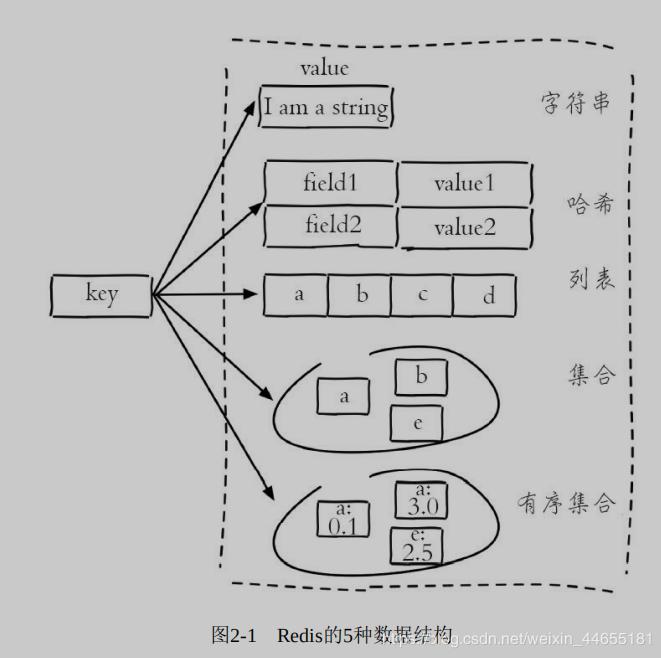 value
I am a string
字符串
field1 value1
哈希
field2 value2
列表
key
a b c d
集合
b
a
e
有序集合
a:
3.0
a:
0.1
e:
2.5
图2-1 Redis的5种数据结构
blog.csdn.net/weixin_44655181